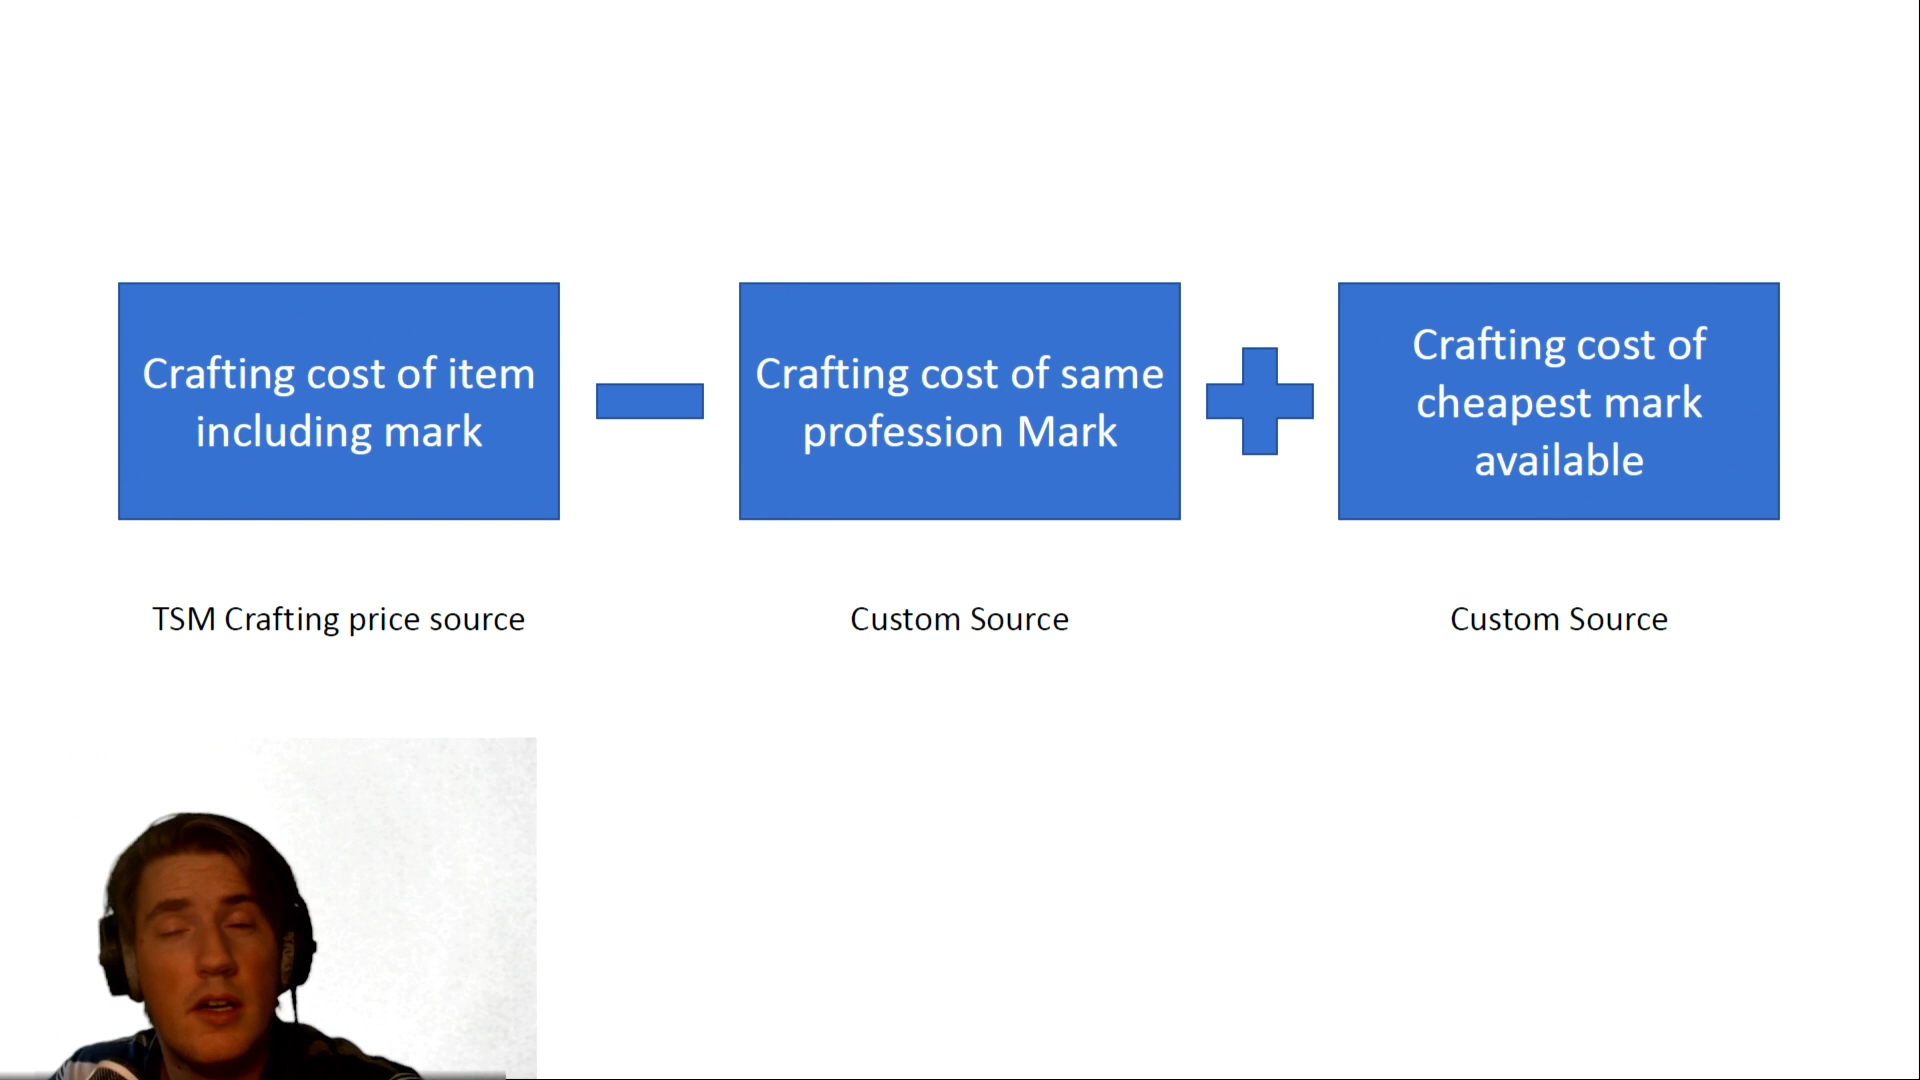 Crafting cost of item
including mark
Crafting cost of same
profession Mark
Crafting cost of
cheapest mark
available
TSM Crafting price source
Custom Source
Custom Source